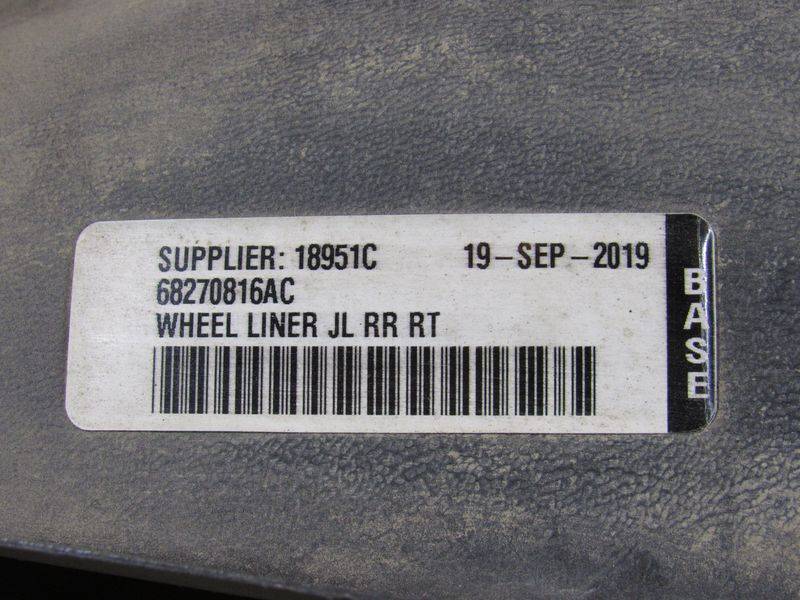 SUPPLIER: 18951C 19-SEP-2019
68270816AC
WHEEL LINER JL RR RT
BASE